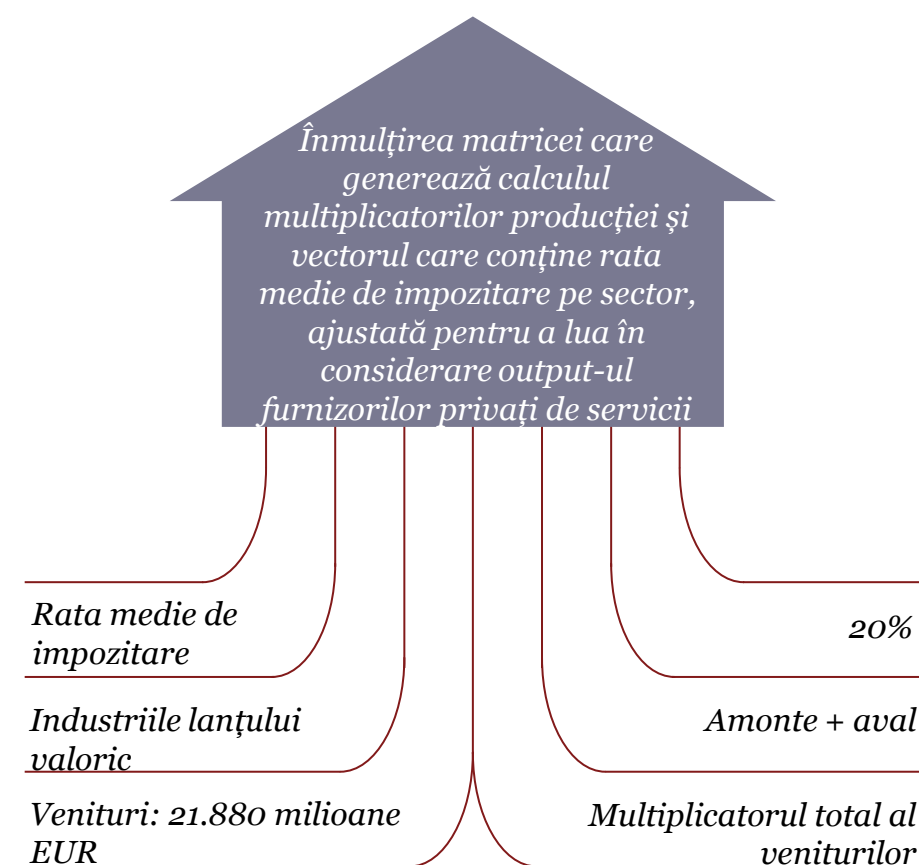 Înmulțirea matricei care
generează calculul
multiplicatorilor producției și
vectorul care conține rata
medie de impozitare pe sector,
ajustată pentru a lua în
considerare output-ul
furnizorilor privați de servicii
Rata medie de
impozitare
20%
Industriile lanțului
valoric
Amonte + aval
Venituri: 21.880 milioane
EUR
Multiplicatorul total al
veniturilor